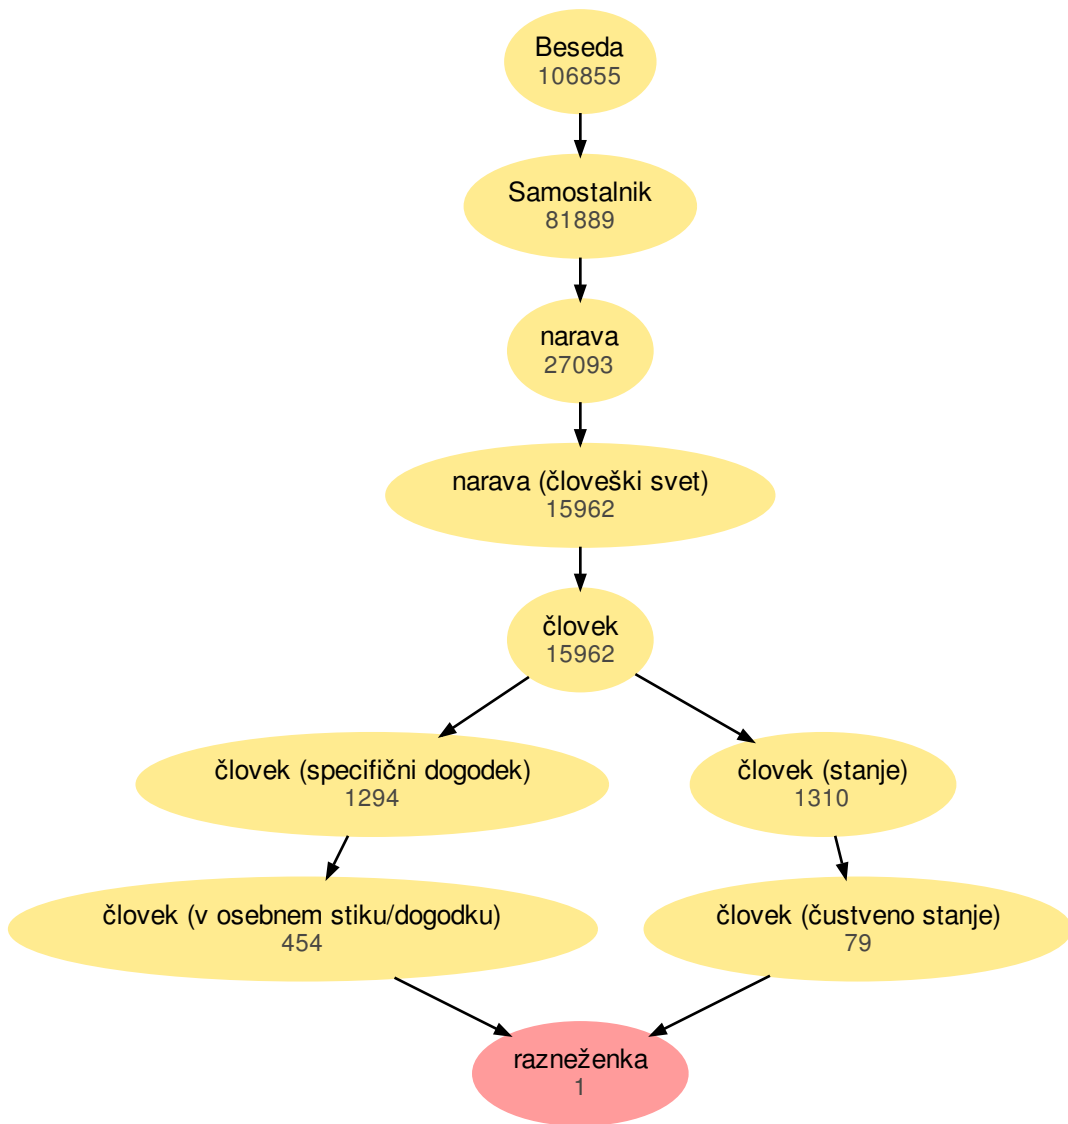 Beseda
106855
Samostalnik
81889
narava
27093
narava (človeški svet)
15962
človek
15962
človek (specifični dogodek)
1294
človek (stanje)
1310
človek (v osebnem stiku/dogodku)
454
človek (čustveno stanje)
79
razneženka
1